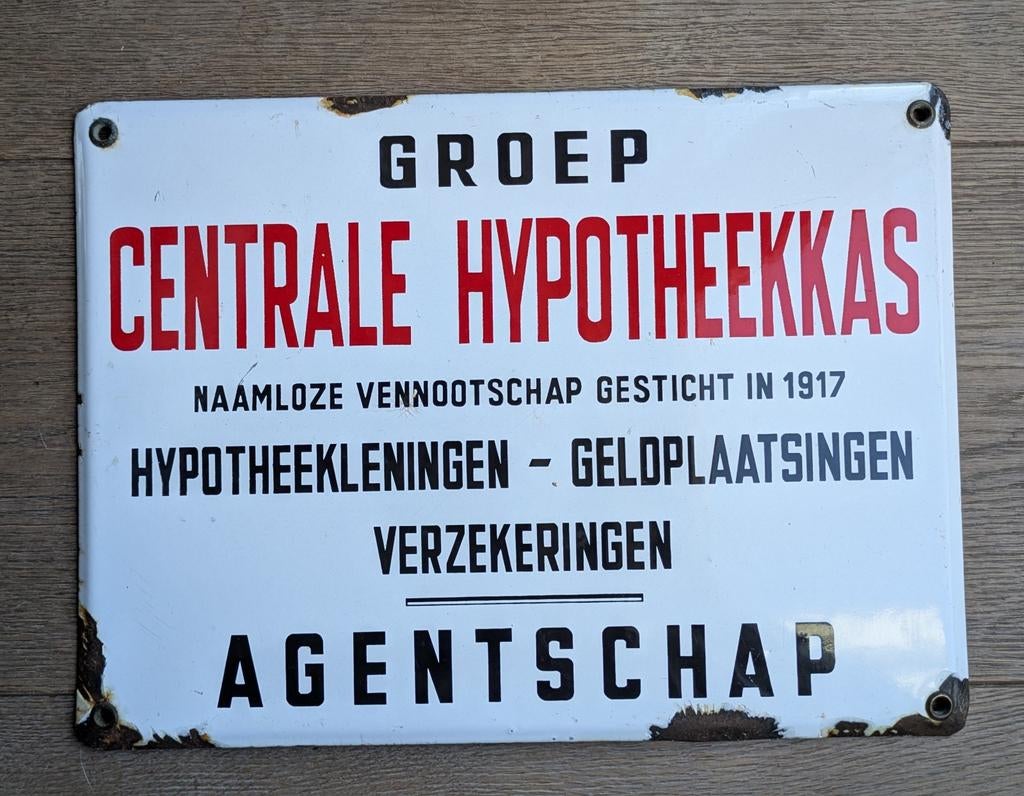 GROEP
CENTRALE HYPOTHEEKKAS
NAAMLOZE VENNOOTSCHAP GESTICHT IN 1917
HYPOTHEEKLENINGEN - GELDPLAATSINGEN
VERZEKERINGEN
AGENTSCHAP